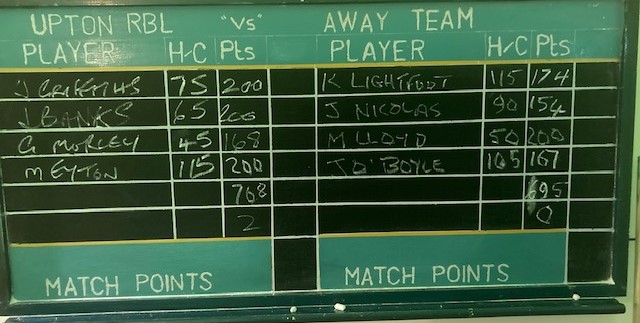 UPTON RBL "VS" AWAY TEAM
PLAYER H/C Pts PLAYER H/C Pts
J GRIFFITHS 75 200 K LIGHTFOOT 115 174
J BANKS 65 200 J NICOLAS 90 154
G MORLEY 45 168 M LLOYD 50 200
M EYTON 115 200 J O'BOYLE 105 167
768 695
2 0
MATCH POINTS MATCH POINTS